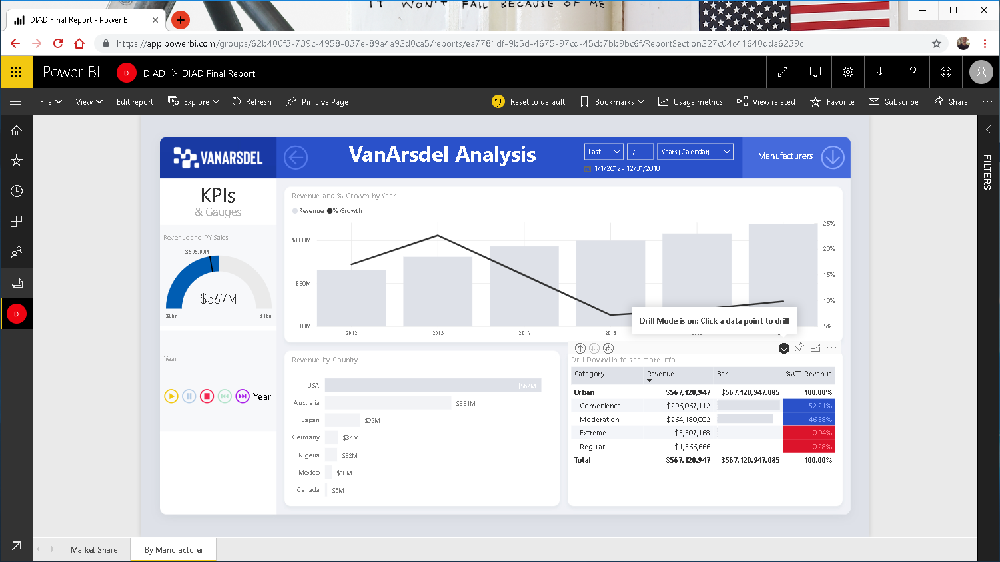 IT WON'T FAIL BECAUSE OF ME
DIAD Final Report - Power BI
https://app.powerbi.com/groups/62b400f3-739c-4958-837e-89a4a92d0ca5/reports/ea7781df-9b5d-4675-97cd-45cb7bb9bc6f/ReportSection227c04c41640dda6239c
Power BI D DIAD > DIAD Final Report ?
File View Edit report Explore Refresh Pin Live Page Reset to default Bookmarks Usage metrics View related Favorite Subscribe Share ...
VANARSDEL VanArsdel Analysis Last 7 Years (Calendar) Manufacturers
1/1/2012 - 12/31/2018
FILTERS
KPIs
& Gauges
Revenue and PY Sales
$505.00M
$567M
$0bn $1bn
Year
Year
D
Revenue and % Growth by Year
Revenue % Growth
$100M
$50M
$0M
25%
20%
15%
10%
5%
2012 2013 2014 2015
Drill Mode is on: Click a data point to drill
Revenue by Country
USA $567M
Australia $331M
Japan $92M
Germany $34M
Nigeria $32M
Mexico $18M
Canada $6M
Drill Down/Up to see more info
Category Revenue Bar %GT Revenue
Urban $567,120,947 $567,120,947.085 100.00%
Convenience $296,067,112 52.21%
Moderation $264,180,002 46.58%
Extreme $5,307,168 0.94%
Regular $1,566,666 0.28%
Total $567,120,947 $567,120,947.085 100.00%
Market Share By Manufacturer